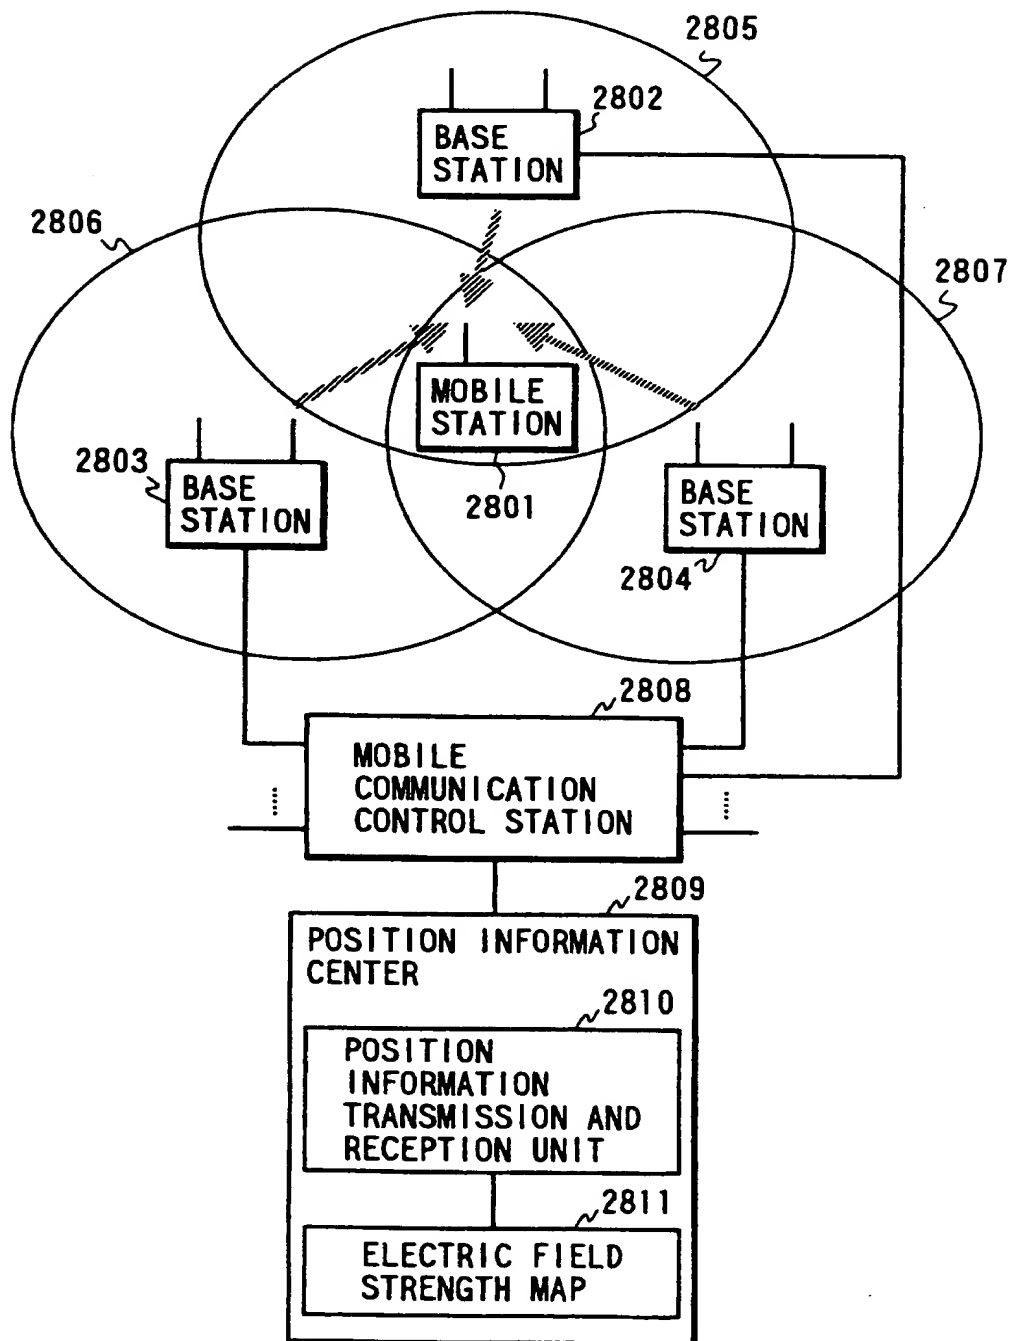 2805
2802
BASE
STATION
2806
2807
MOBILE
STATION
2803
BASE
STATION
2801
BASE
STATION
2804
2808
MOBILE
COMMUNICATION
CONTROL STATION
2809
POSITION INFORMATION
CENTER
2810
POSITION
INFORMATION
TRANSMISSION AND
RECEPTION UNIT
2811
ELECTRIC FIELD
STRENGTH MAP